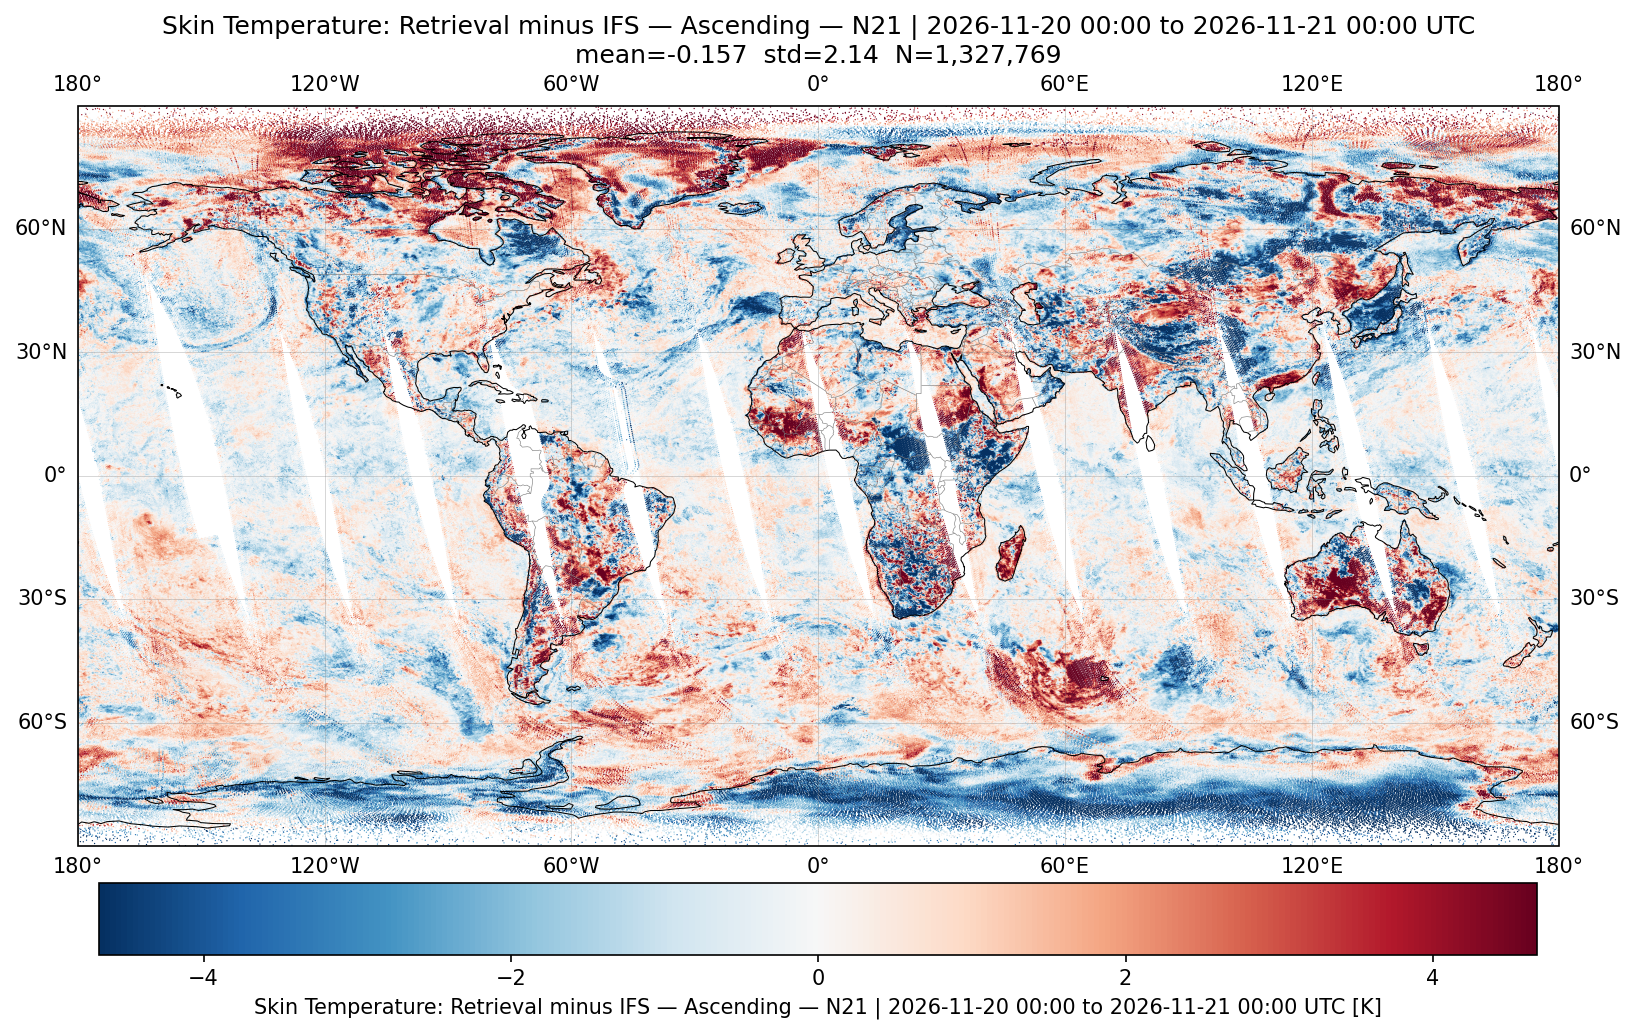 Skin Temperature: Retrieval minus IFS — Ascending — N21 | 2026-11-20 00:00 to 2026-11-21 00:00 UTC
mean=-0.157 std=2.14 N=1,327,769
180° 120°W 60°W 0° 60°E 120°E 180°
60°N 60°N
30°N 30°N
0° 0°
30°S 30°S
60°S 60°S
180° 120°W 60°W 0° 60°E 120°E 180°
−4 −2 0 2 4
Skin Temperature: Retrieval minus IFS — Ascending — N21 | 2026-11-20 00:00 to 2026-11-21 00:00 UTC [K]